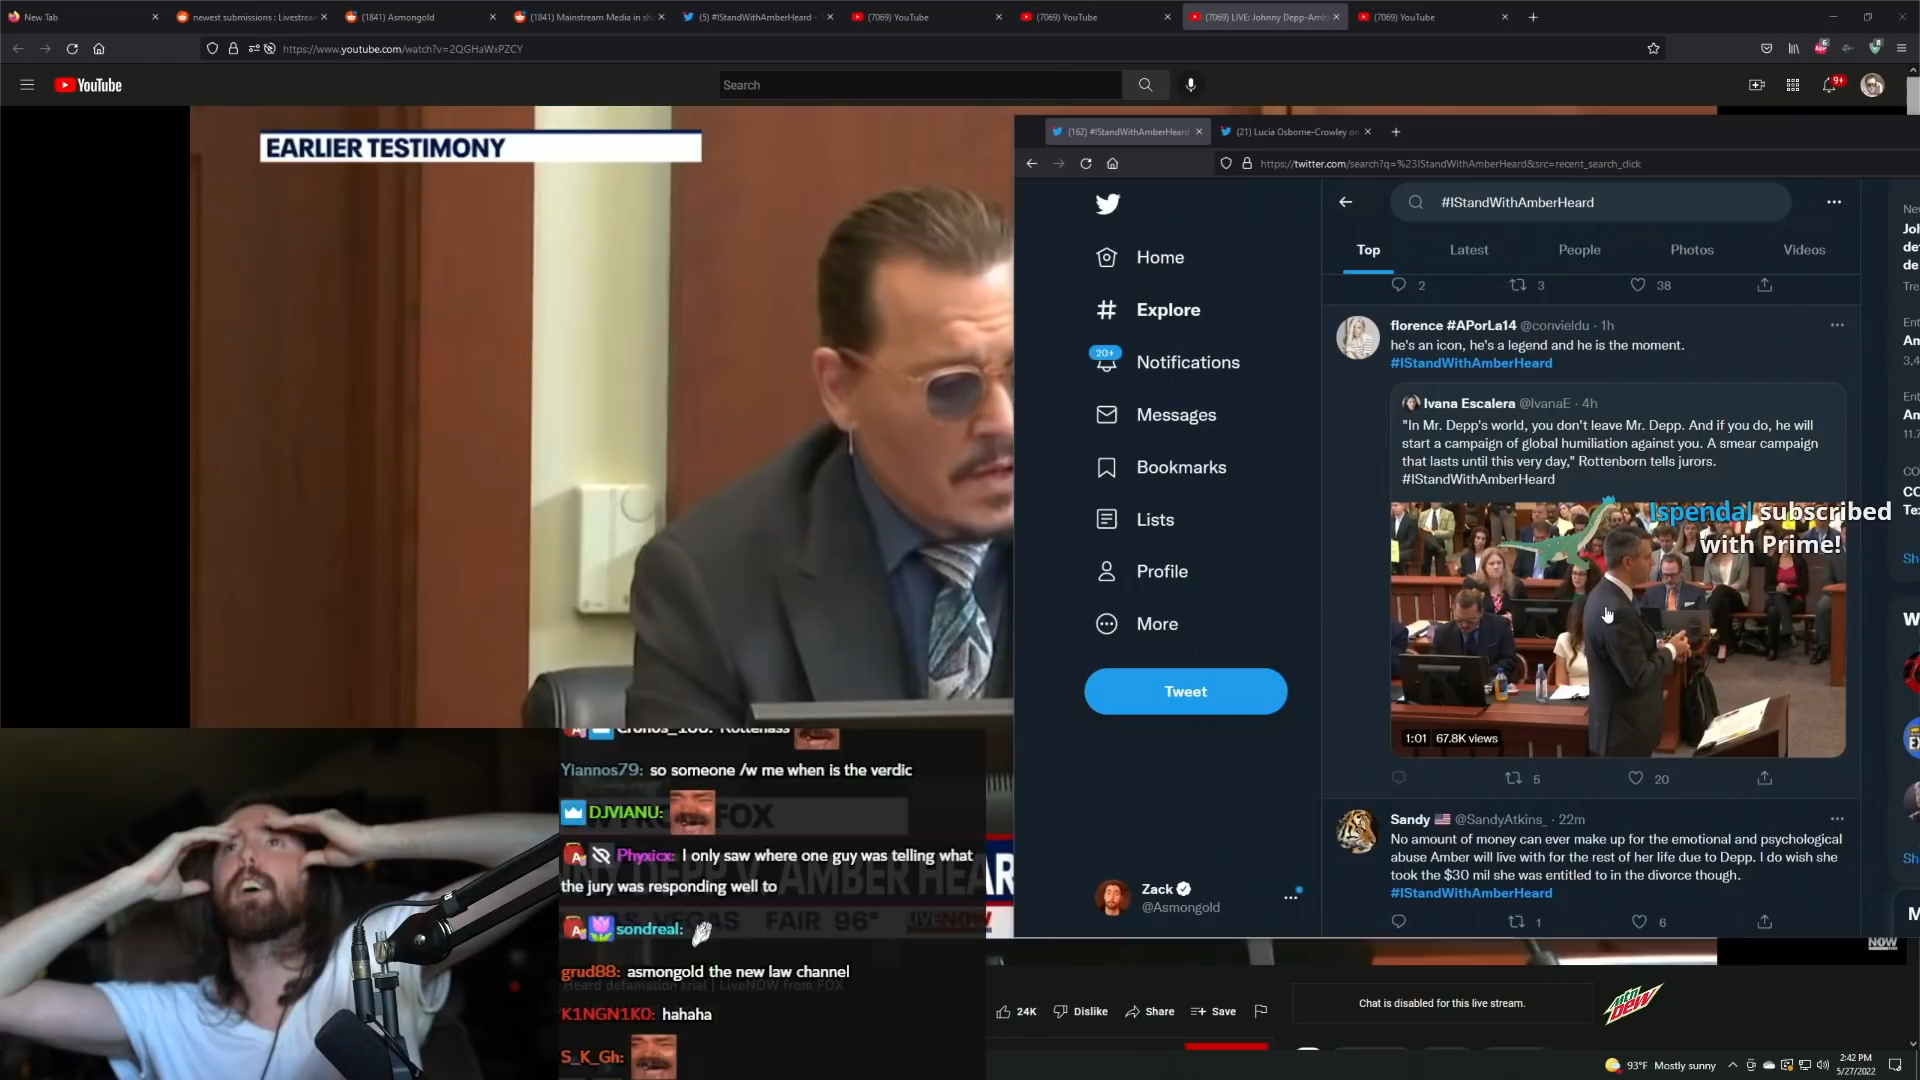 New Tab
newest submissions : Livestream
(1841) Asmongold
(1841) Mainstream Media in sh
(5) #IStandWithAmberHeard - T
(7069) YouTube
(7069) YouTube
(7069) LIVE: Johnny Depp-Amb
(7069) YouTube
https://www.youtube.com/watch?v=2QGHaWxPZCY
YouTube
Search
9+
EARLIER TESTIMONY
(162) #IStandWithAmberHeard
(21) Lucia Osborne-Crowley on
https://twitter.com/search?q=%23IStandWithAmberHeard&src=recent_search_click
#IStandWithAmberHeard
Top
Latest
People
Photos
Videos
Home
Explore
20+
Notifications
Messages
Bookmarks
Lists
Profile
More
Tweet
Zack
@Asmongold
2
3
38
florence #APorLa14 @convieldu · 1h
he's an icon, he's a legend and he is the moment.
#IStandWithAmberHeard
Ivana Escalera @IvanaE · 4h
"In Mr. Depp's world, you don't leave Mr. Depp. And if you do, he will
start a campaign of global humiliation against you. A smear campaign
that lasts until this very day," Rottenborn tells jurors.
#IStandWithAmberHeard
Ispendal subscribed
with Prime!
1:01 67.8K views
5
20
Sandy @SandyAtkins_ · 22m
No amount of money can ever make up for the emotional and psychological
abuse Amber will live with for the rest of her life due to Depp. I do wish she
took the $30 mil she was entitled to in the divorce though.
#IStandWithAmberHeard
1
6
Yiannos79: so someone /w me when is the verdic
DJVIANU:
FOX
Phyxicx: I only saw where one guy was telling what
the jury was responding well to
NY DEPP V AMBER HEAR
VEGAS FAIR 96°
LIVENOW
sondreal:
grud88: asmongold the new law channel
Heard defamation trial | LiveNOW from FOX
K1NGN1K0: hahaha
S_K_Gh:
24K
Dislike
Share
Save
Chat is disabled for this live stream.
mtn DEW
NOW
93°F Mostly sunny
2:42 PM
5/27/2022